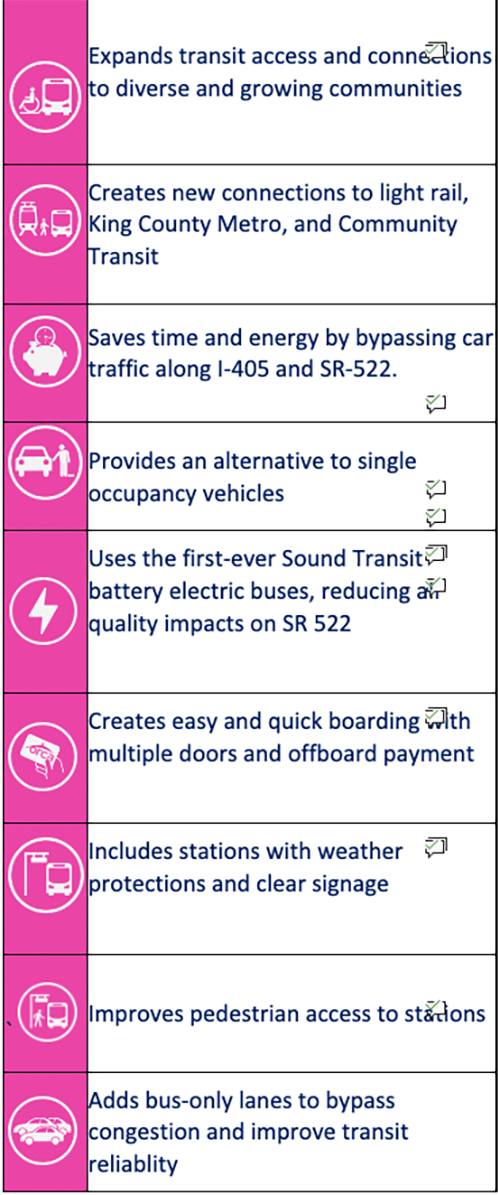 Expands transit access and connections
to diverse and growing communities
Creates new connections to light rail,
King County Metro, and Community
Transit
Saves time and energy by bypassing car
traffic along I-405 and SR-522.
Provides an alternative to single
occupancy vehicles
Uses the first-ever Sound Transit
battery electric buses, reducing air
quality impacts on SR 522
orca
Creates easy and quick boarding with
multiple doors and offboard payment
Includes stations with weather
protections and clear signage
Improves pedestrian access to stations
Adds bus-only lanes to bypass
congestion and improve transit
reliablity